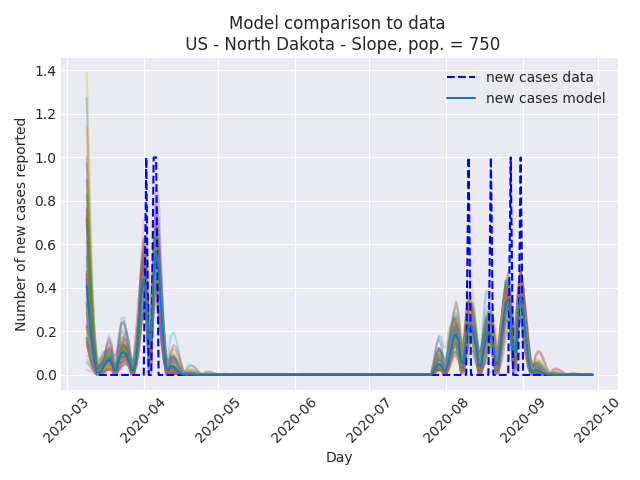 Model comparison to data
US - North Dakota - Slope, pop. = 750
new cases data
new cases model
Number of new cases reported
1.4
1.2
1.0
0.8
0.6
0.4
0.2
0.0
2020-03
2020-04
2020-05
2020-06
2020-07
2020-08
2020-09
2020-10
Day